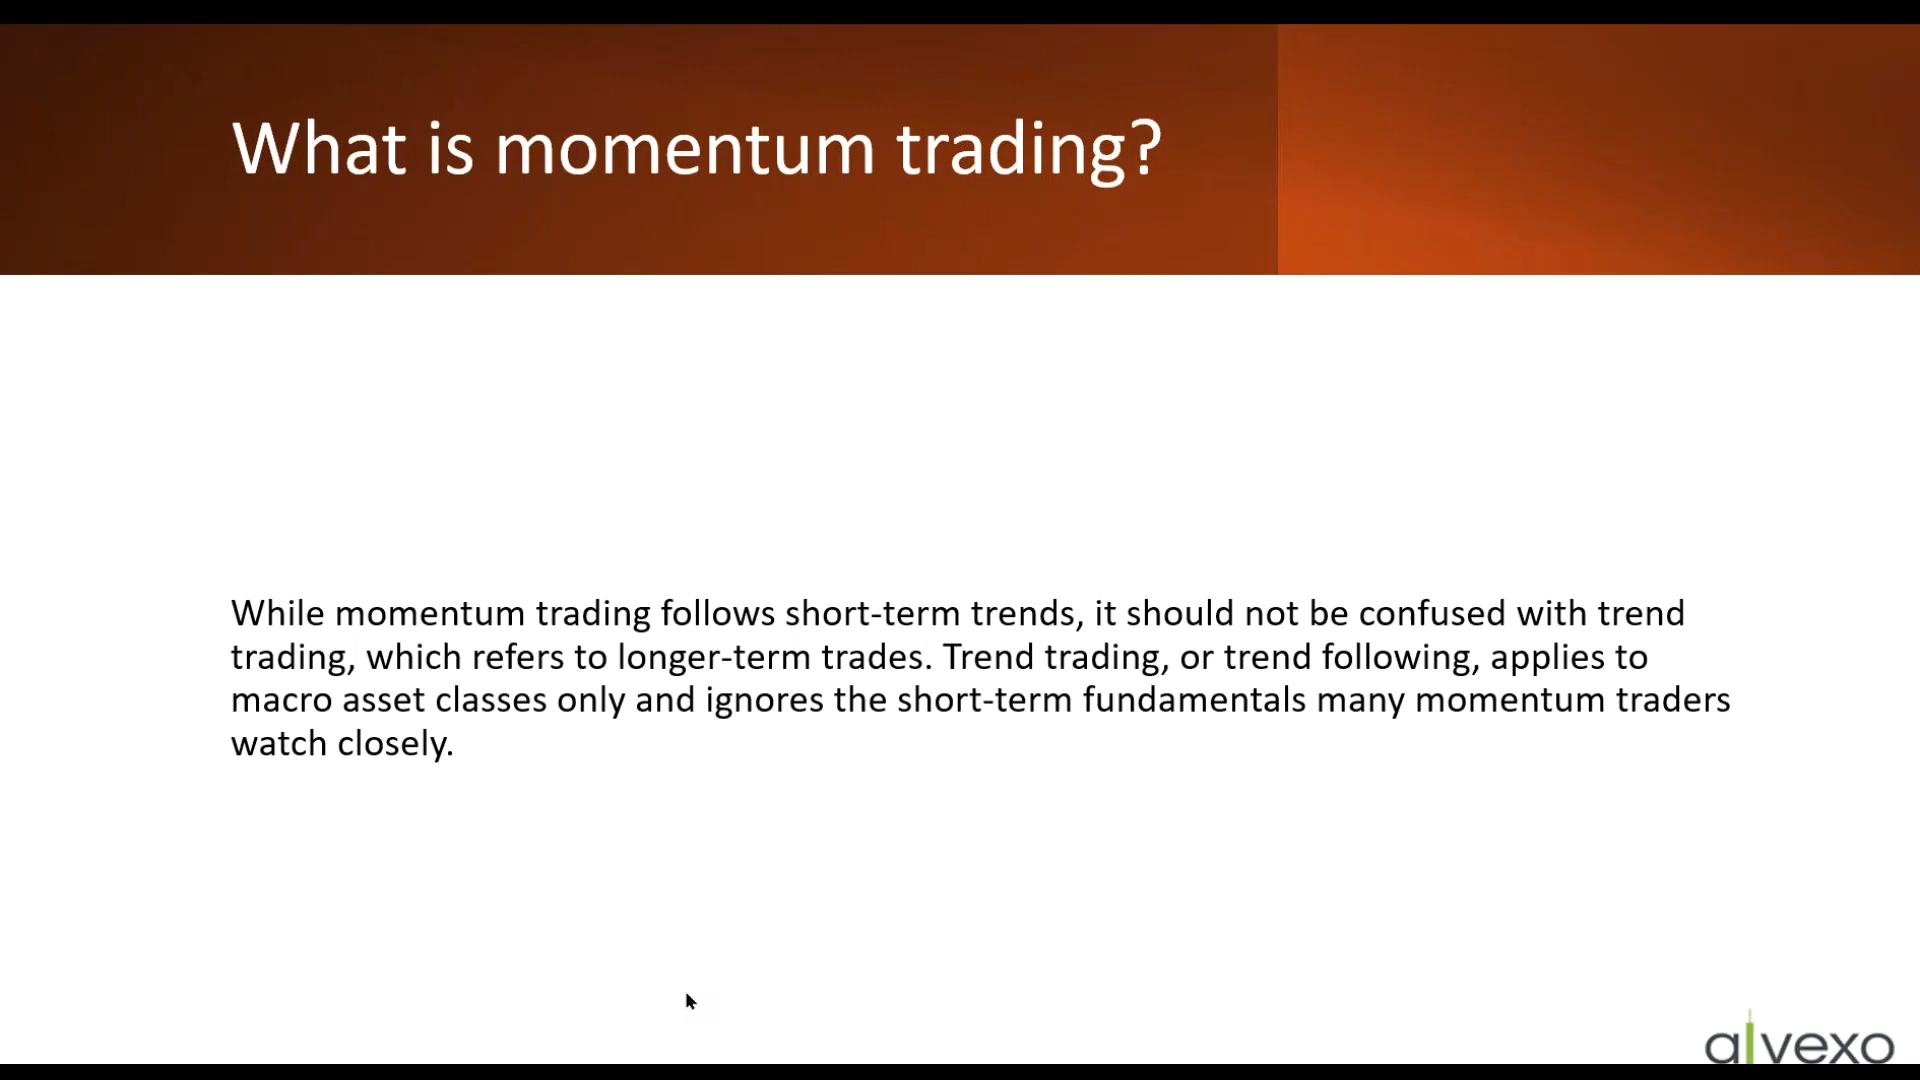 What is momentum trading?
While momentum trading follows short-term trends, it should not be confused with trend
trading, which refers to longer-term trades. Trend trading, or trend following, applies to
macro asset classes only and ignores the short-term fundamentals many momentum traders
watch closely.
alvexo